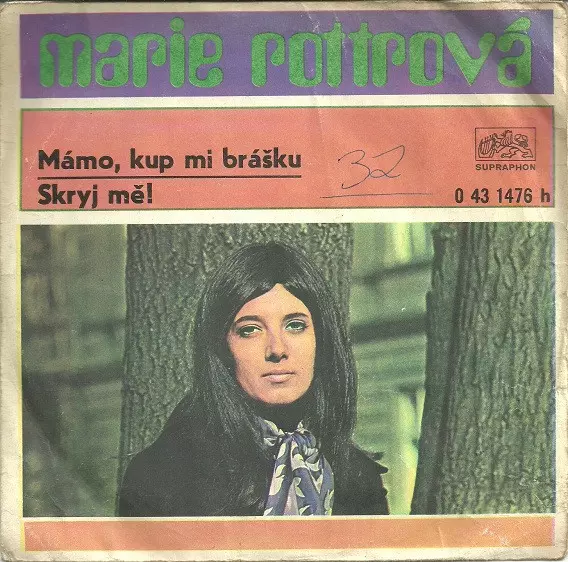 marie rottrová
Mámo, kup mi brášku
Skryj mě!
32
SUPRAPHON
0 43 1476 h